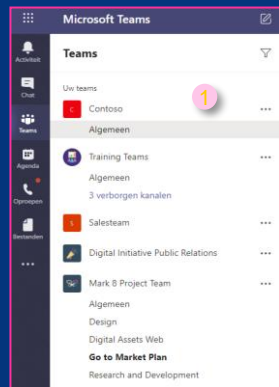 Microsoft Teams
Activiteit
Chat
Teams
Agenda
Oproepen
Bestanden
Teams
Uw teams
1
C Contoso
Algemeen
Training Teams
Algemeen
3 verborgen kanalen
S Salesteam
Digital Initiative Public Relations
Mark 8 Project Team
Algemeen
Design
Digital Assets Web
Go to Market Plan
Research and Development